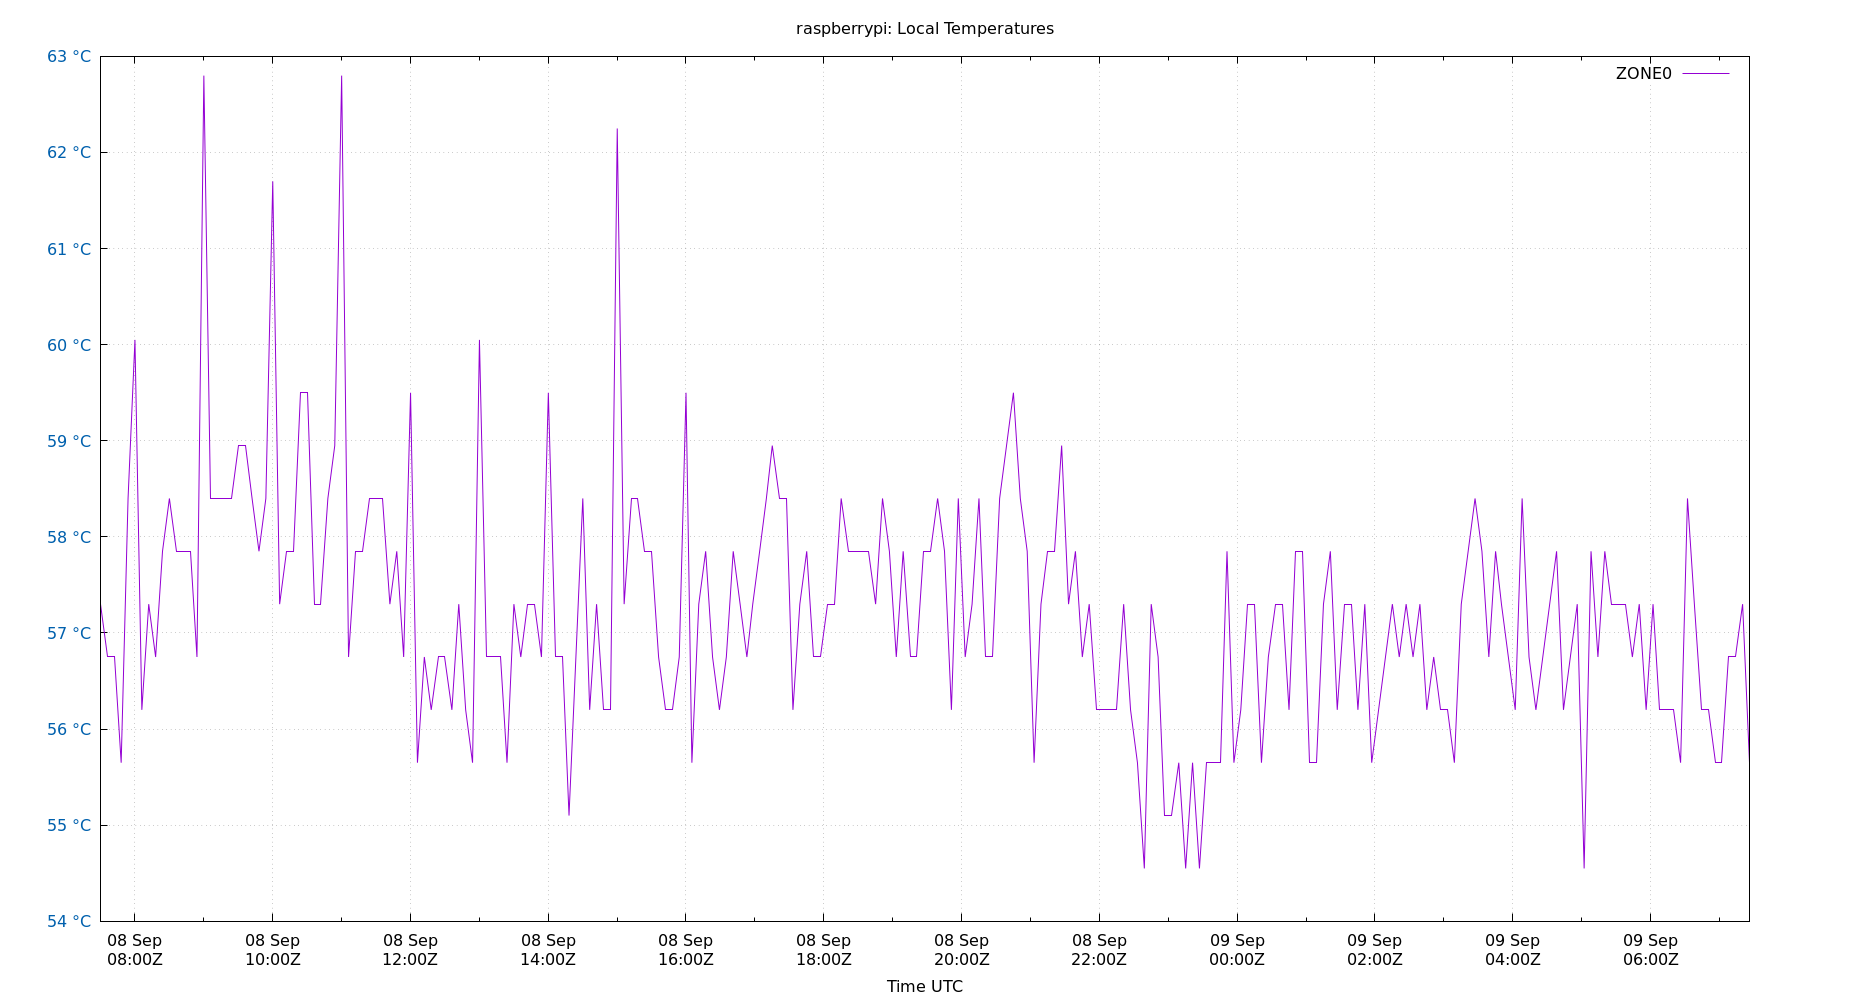 raspberrypi: Local Temperatures
63 °C
ZONE0
62 °C
61 °C
60 °C
59 °C
58 °C
57 °C
56 °C
55 °C
54 °C
08 Sep 08 Sep 08 Sep 08 Sep 08 Sep 08 Sep 08 Sep 08 Sep 09 Sep 09 Sep 09 Sep 09 Sep
08:00Z 10:00Z 12:00Z 14:00Z 16:00Z 18:00Z 20:00Z 22:00Z 00:00Z 02:00Z 04:00Z 06:00Z
Time UTC